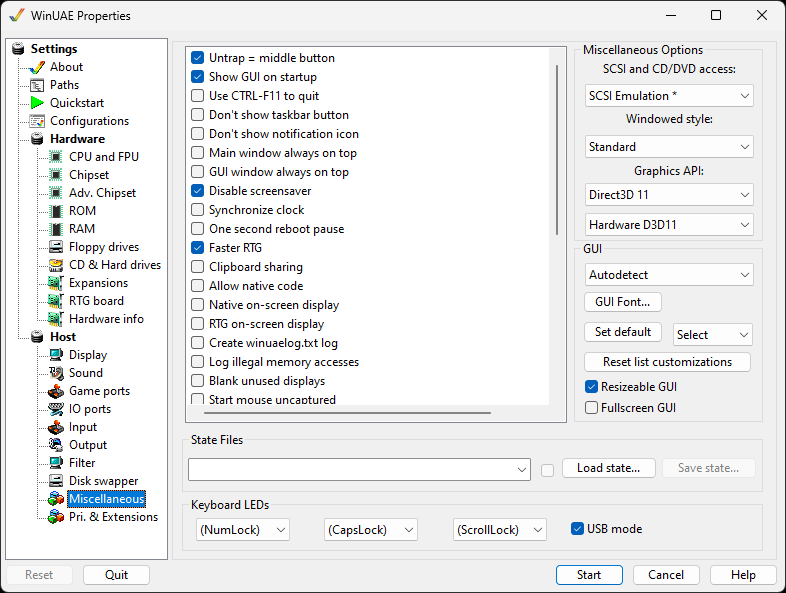 WinUAE Properties
Settings
About
Paths
Quickstart
Configurations
Hardware
CPU and FPU
Chipset
Adv. Chipset
ROM
RAM
Floppy drives
CD & Hard drives
Expansions
RTG board
Hardware info
Host
Display
Sound
Game ports
IO ports
Input
Output
Filter
Disk swapper
Miscellaneous
Pri. & Extensions
Untrap = middle button
Show GUI on startup
Use CTRL-F11 to quit
Don't show taskbar button
Don't show notification icon
Main window always on top
GUI window always on top
Disable screensaver
Synchronize clock
One second reboot pause
Faster RTG
Clipboard sharing
Allow native code
Native on-screen display
RTG on-screen display
Create winuaelog.txt log
Log illegal memory accesses
Blank unused displays
Start mouse uncaptured
Miscellaneous Options
SCSI and CD/DVD access:
SCSI Emulation *
Windowed style:
Standard
Graphics API:
Direct3D 11
Hardware D3D11
GUI
Autodetect
GUI Font...
Set default
Select
Reset list customizations
Resizeable GUI
Fullscreen GUI
State Files
Load state...
Save state...
Keyboard LEDs
(NumLock)
(CapsLock)
(ScrollLock)
USB mode
Reset
Quit
Start
Cancel
Help